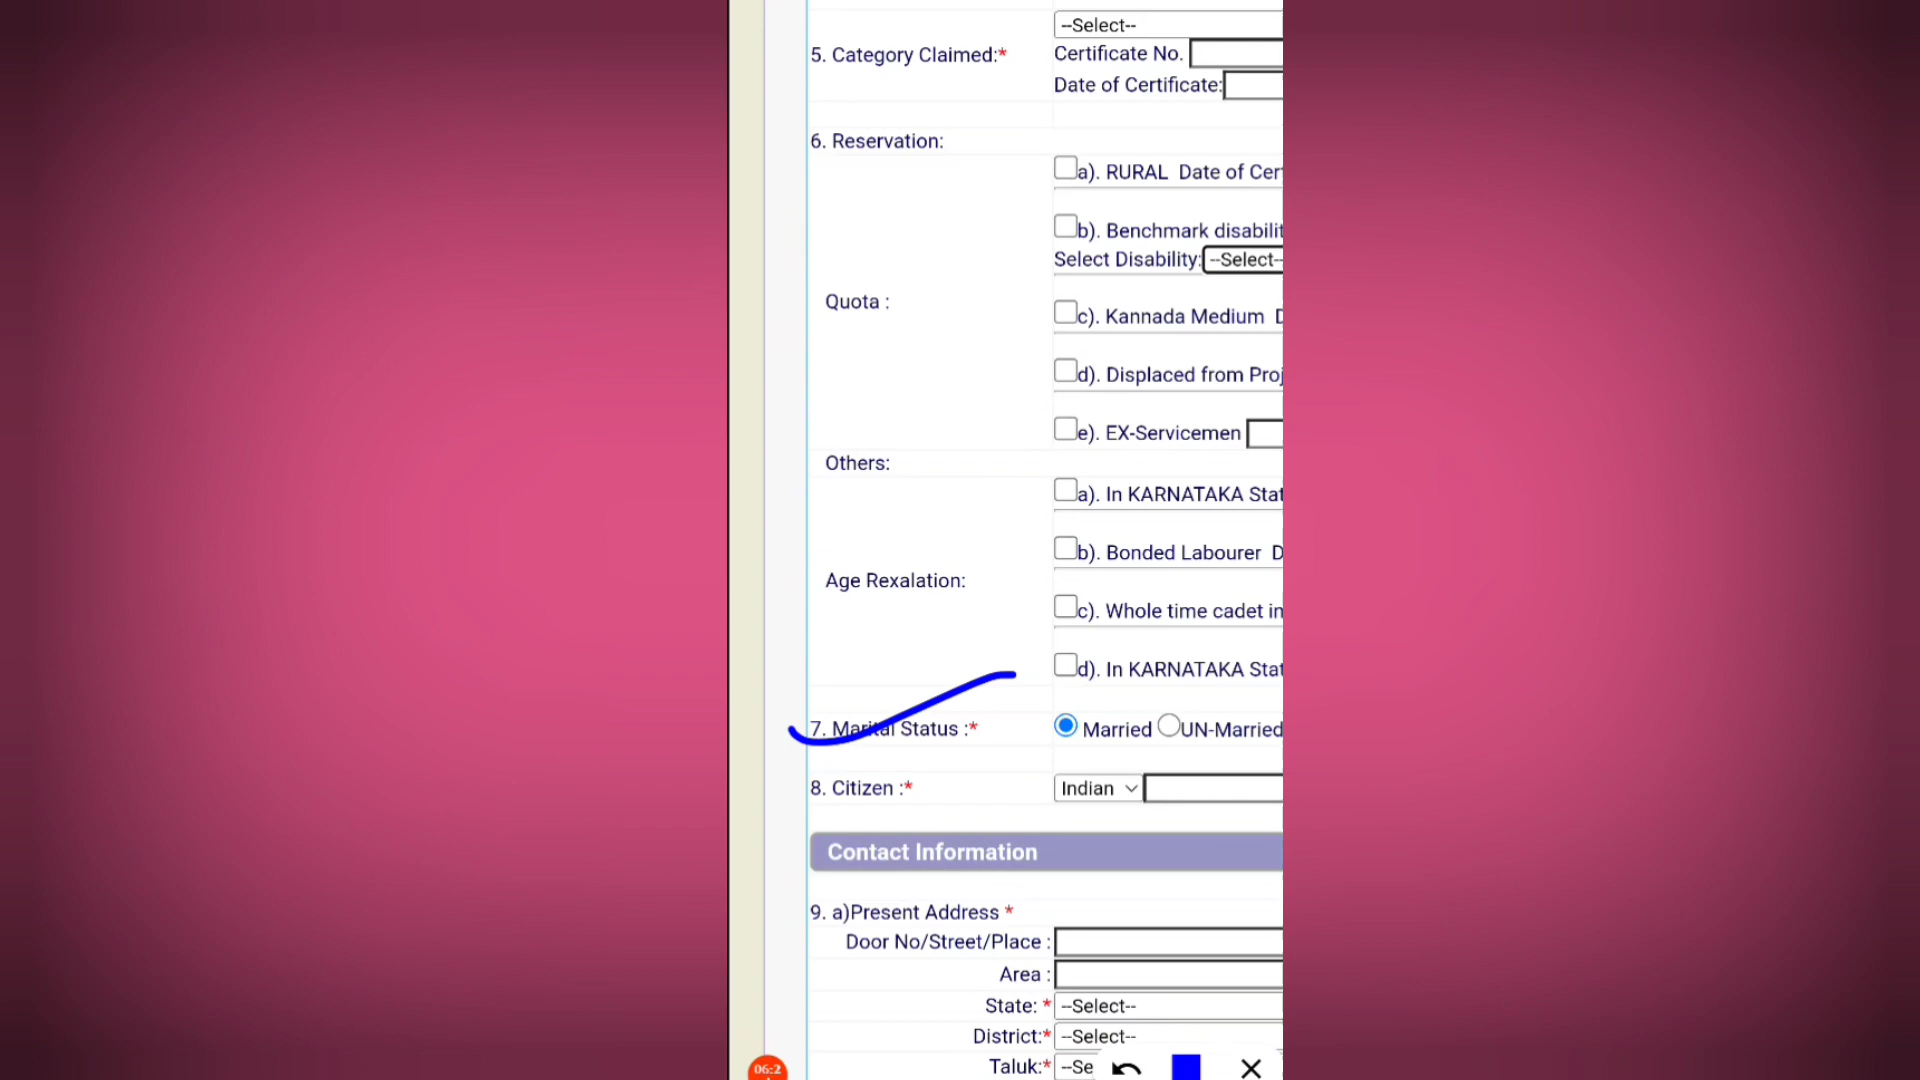 --Select--
5. Category Claimed:*
Certificate No.
Date of Certificate:
6. Reservation:
a). RURAL Date of Cer
b). Benchmark disabilit
Select Disability: --Select--
Quota :
c). Kannada Medium D
d). Displaced from Proj
e). EX-Servicemen
Others:
a). In KARNATAKA Stat
b). Bonded Labourer D
Age Rexalation:
c). Whole time cadet in
d). In KARNATAKA Stat
7. Marital Status :* Married UN-Married
8. Citizen :* Indian
Contact Information
9. a)Present Address *
Door No/Street/Place :
Area :
State: * --Select--
District:* --Select--
Taluk:* --Se
06:2